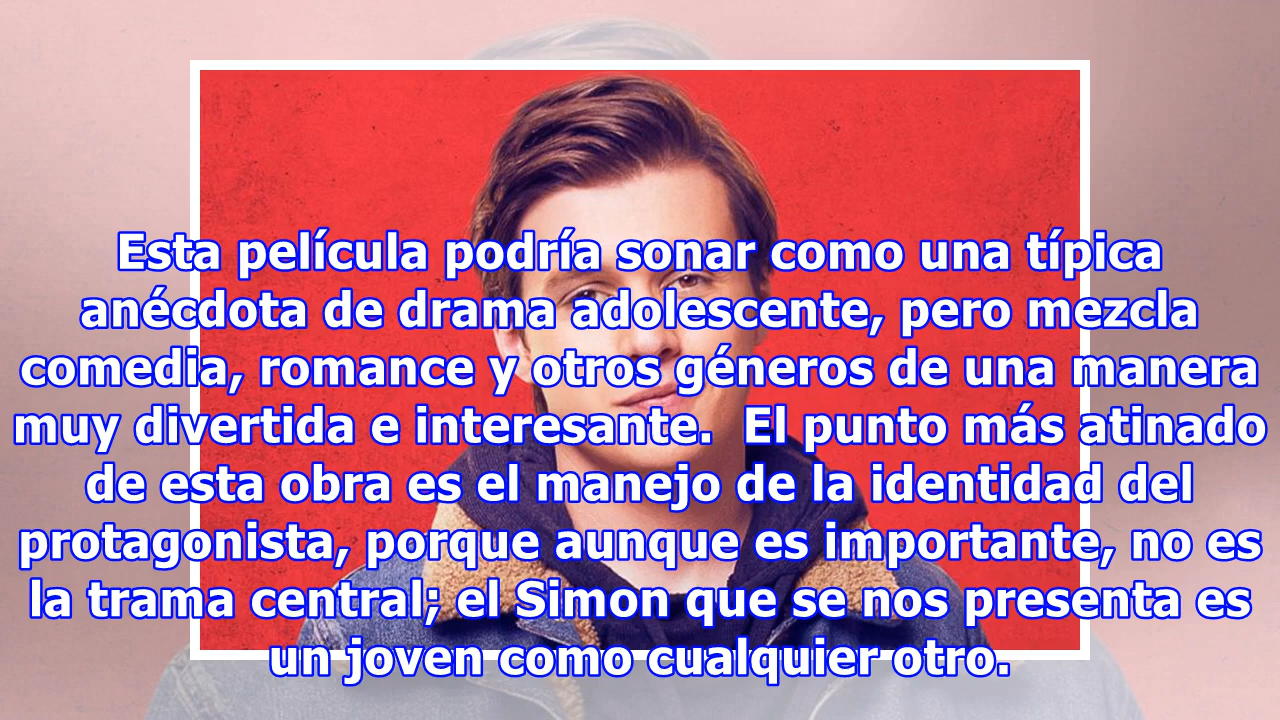 Esta película podría sonar como una típica
anécdota de drama adolescente, pero mezcla
comedia, romance y otros géneros de una manera
muy divertida e interesante.  El punto más atinado
de esta obra es el manejo de la identidad del
protagonista, porque aunque es importante, no es
la trama central; el Simon que se nos presenta es
un joven como cualquier otro.